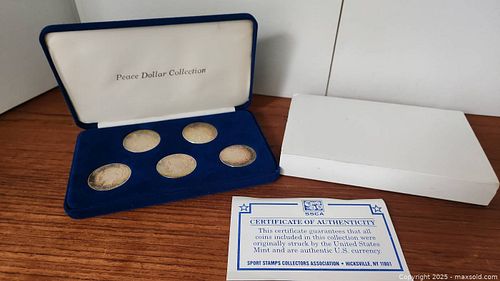 Peace Dollar Collection
SSCA
CERTIFICATE OF AUTHENTICITY
This certificate guarantees that all
coins included in this collection were
originally struck by the United States
Mint and are authentic U.S. currency.
SPORT STAMPS COLLECTORS ASSOCIATION • HICKSVILLE, NY 11801
Copyright 2025 - maxsold.com